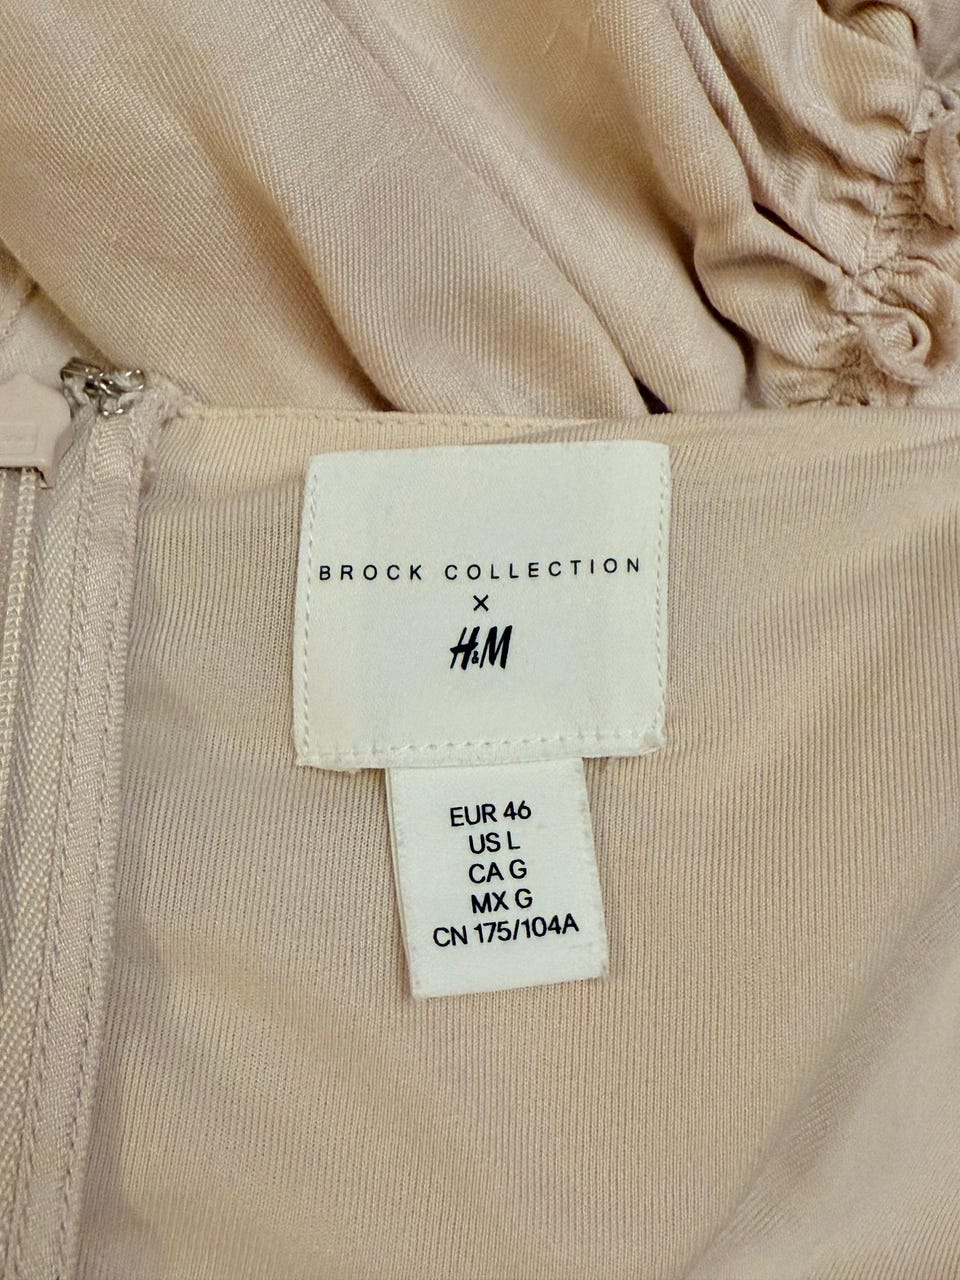 BROCK COLLECTION
×
H&M
EUR 46
US L
CA G
MX G
CN 175/104A